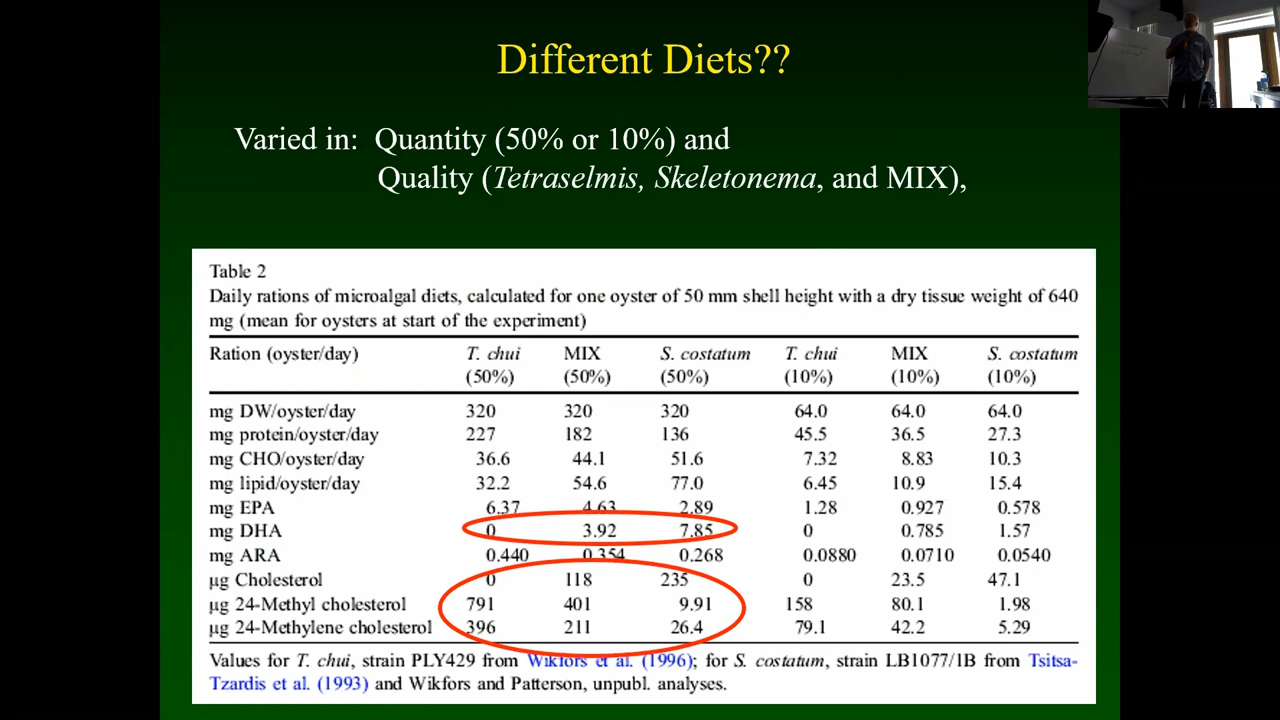 Different Diets??
Varied in: Quantity (50% or 10%) and
Quality (Tetraselmis, Skeletonema, and MIX),
Table 2
Daily rations of microalgal diets, calculated for one oyster of 50 mm shell height with a dry tissue weight of 640
mg (mean for oysters at start of the experiment)
Ration (oyster/day) T. chui MIX S. costatum T. chui MIX S. costatum
(50%) (50%) (50%) (10%) (10%) (10%)
mg DW/oyster/day 320 320 320 64.0 64.0 64.0
mg protein/oyster/day 227 182 136 45.5 36.5 27.3
mg CHO/oyster/day 36.6 44.1 51.6 7.32 8.83 10.3
mg lipid/oyster/day 32.2 54.6 77.0 6.45 10.9 15.4
mg EPA 6.37 4.63 2.89 1.28 0.927 0.578
mg DHA 0 3.92 7.85 0 0.785 1.57
mg ARA 0.440 0.354 0.268 0.0880 0.0710 0.0540
μg Cholesterol 0 118 235 0 23.5 47.1
μg 24-Methyl cholesterol 791 401 9.91 158 80.1 1.98
μg 24-Methylene cholesterol 396 211 26.4 79.1 42.2 5.29
Values for T. chui, strain PLY429 from Wikfors et al. (1996); for S. costatum, strain LB1077/1B from Tsitsa-
Tzardis et al. (1993) and Wikfors and Patterson, unpubl. analyses.